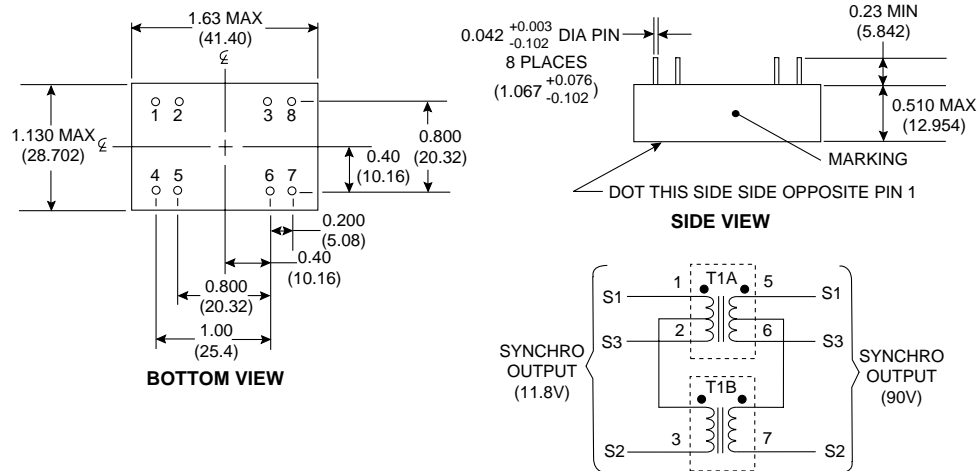 1.63 MAX
(41.40)
℄
1 2 3 8
1.130 MAX
(28.702)
℄
0.800
(20.32)
0.40
(10.16)
4 5 6 7
0.200
(5.08)
0.40
(10.16)
0.800
(20.32)
1.00
(25.4)
BOTTOM VIEW
0.042 +0.003 -0.102 DIA PIN
8 PLACES
(1.067 +0.076 -0.102)
0.23 MIN
(5.842)
0.510 MAX
(12.954)
MARKING
DOT THIS SIDE SIDE OPPOSITE PIN 1
SIDE VIEW
1 T1A 5
S1 S1
2 6
S3 S3
SYNCHRO
OUTPUT
(11.8V)
SYNCHRO
OUTPUT
(90V)
T1B
3 7
S2 S2